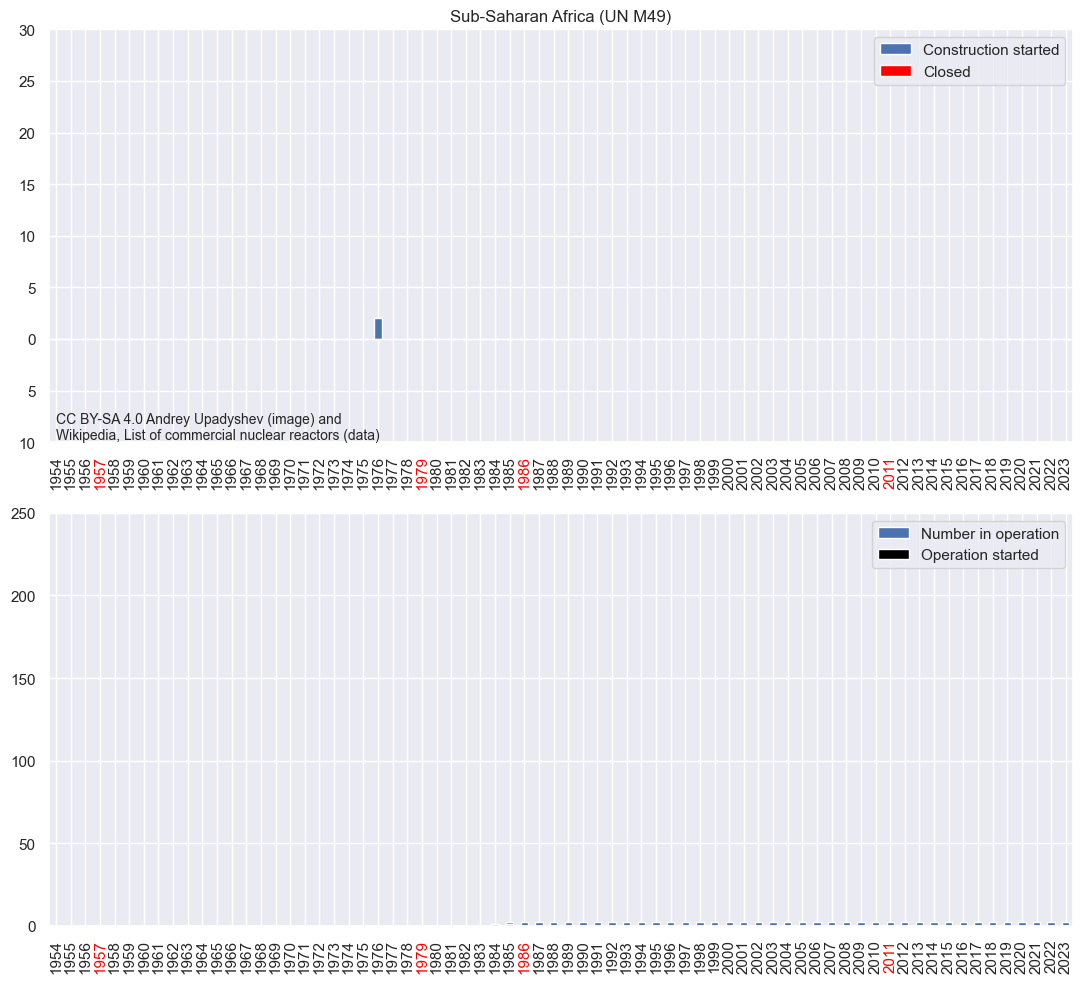 Sub-Saharan Africa (UN M49)
30
25
20
15
10
5
0
5
10
Construction started
Closed
CC BY-SA 4.0 Andrey Upadyshev (image) and
Wikipedia, List of commercial nuclear reactors (data)
1954 1955 1956 1957 1958 1959 1960 1961 1962 1963 1964 1965 1966 1967 1968 1969 1970 1971 1972 1973 1974 1975 1976 1977 1978 1979 1980 1981 1982 1983 1984 1985 1986 1987 1988 1989 1990 1991 1992 1993 1994 1995 1996 1997 1998 1999 2000 2001 2002 2003 2004 2005 2006 2007 2008 2009 2010 2011 2012 2013 2014 2015 2016 2017 2018 2019 2020 2021 2022 2023
250
200
150
100
50
0
Number in operation
Operation started
1954 1955 1956 1957 1958 1959 1960 1961 1962 1963 1964 1965 1966 1967 1968 1969 1970 1971 1972 1973 1974 1975 1976 1977 1978 1979 1980 1981 1982 1983 1984 1985 1986 1987 1988 1989 1990 1991 1992 1993 1994 1995 1996 1997 1998 1999 2000 2001 2002 2003 2004 2005 2006 2007 2008 2009 2010 2011 2012 2013 2014 2015 2016 2017 2018 2019 2020 2021 2022 2023